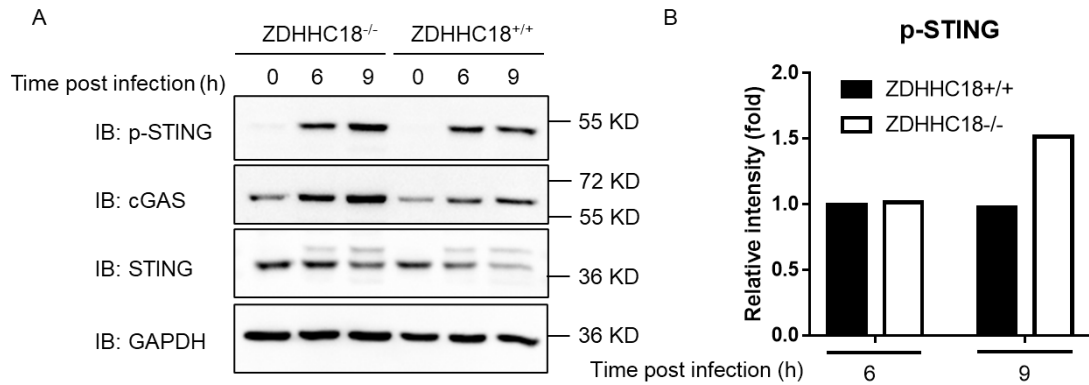 A
ZDHHC18-/- ZDHHC18+/+
Time post infection (h) 0 6 9 0 6 9
IB: p-STING 55 KD
IB: cGAS 72 KD
55 KD
IB: STING 36 KD
IB: GAPDH 36 KD
B
p-STING
Relative intensity (fold)
2.0
1.5
1.0
0.5
0.0
ZDHHC18+/+
ZDHHC18-/-
Time post infection (h) 6 9